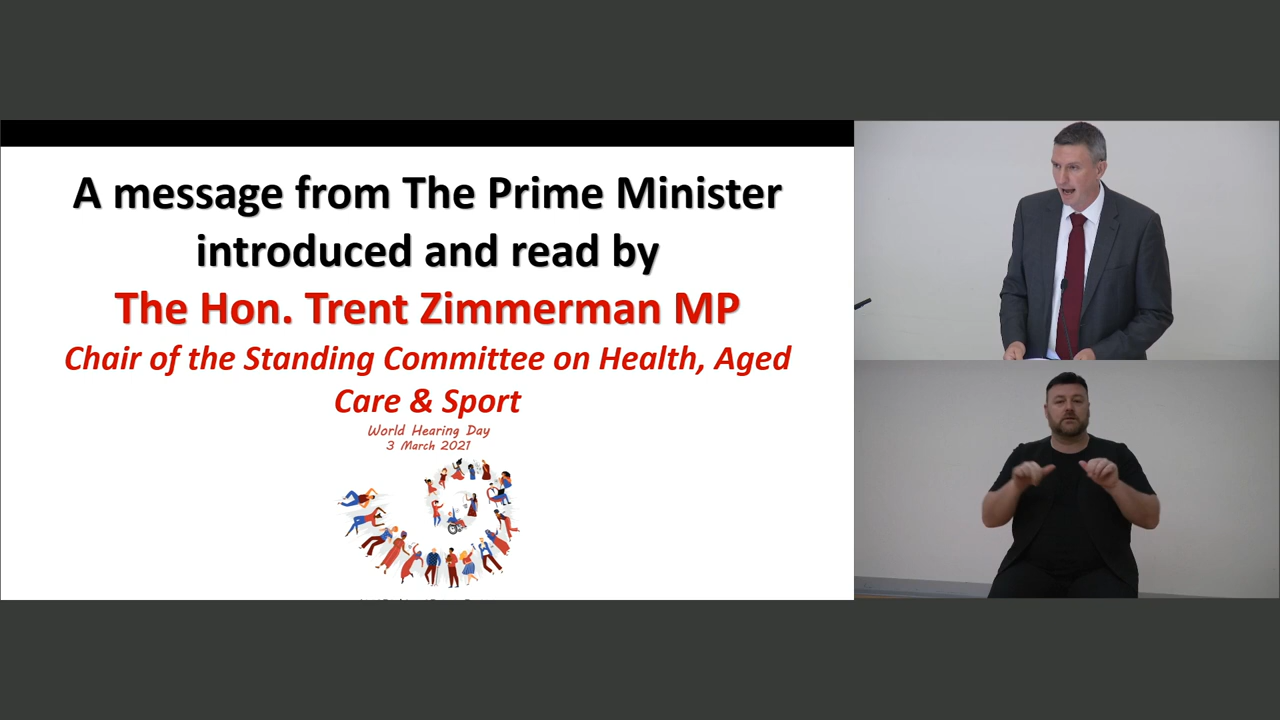 A message from The Prime Minister
introduced and read by
The Hon. Trent Zimmerman MP
Chair of the Standing Committee on Health, Aged
Care & Sport
World Hearing Day
3 March 2021